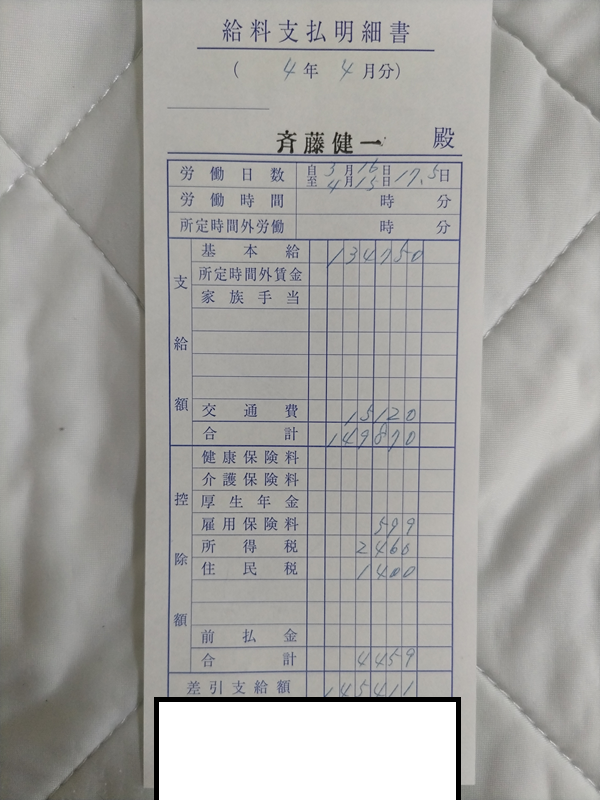 給料支払明細書
( 4年 4月分)
斉藤健一 殿
労働日数 自 3月16日 至 4月15日 17.5日
労働時間 時 分
所定時間外労働 時 分
支給額
基本給 134750
所定時間外賃金
家族手当
交通費 15120
合計 149870
控除額
健康保険料
介護保険料
厚生年金
雇用保険料 599
所得税 2460
住民税 1400
前払金
合計 4459
差引支給額 145411